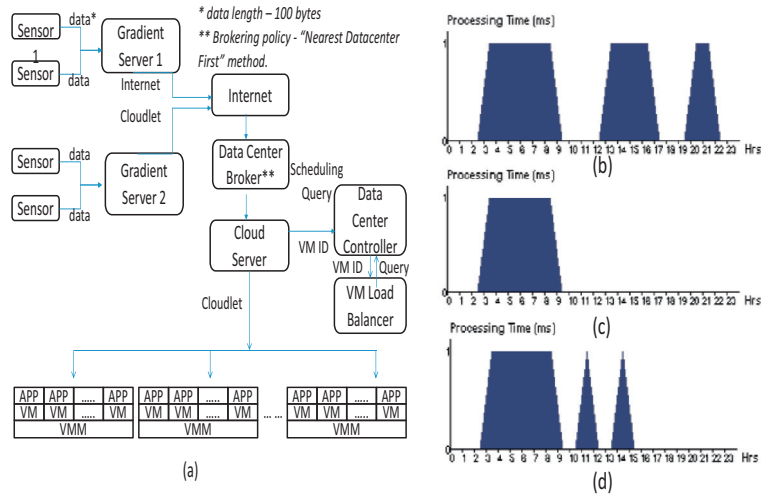 * data length – 100 bytes
** Brokering policy - "Nearest Datacenter
First" method.
Sensor
1
data*
Sensor
data
Gradient
Server 1
Internet
Cloudlet
Internet
Sensor
data
Sensor
data
Gradient
Server 2
Data Center
Broker**
Scheduling
Query
Cloud
Server
VM ID
Data
Center
Controller
VM ID
Query
VM Load
Balancer
Cloudlet
APP APP ..... APP APP APP ..... APP APP APP ..... APP
VM VM ..... VM VM VM ..... VM ... ... VM VM ..... VM
VMM VMM VMM
(a)
Processing Time (ms)
1
0
0 1 2 3 4 5 6 7 8 9 10 11 12 13 14 15 16 17 18 19 20 21 22 23 Hrs
(b)
Processing Time (ms)
1
0
0 1 2 3 4 5 6 7 8 9 10 11 12 13 14 15 16 17 18 19 20 21 22 23 Hrs
(c)
Processing Time (ms)
1
0
0 1 2 3 4 5 6 7 8 9 10 11 12 13 14 15 16 17 18 19 20 21 22 23 Hrs
(d)